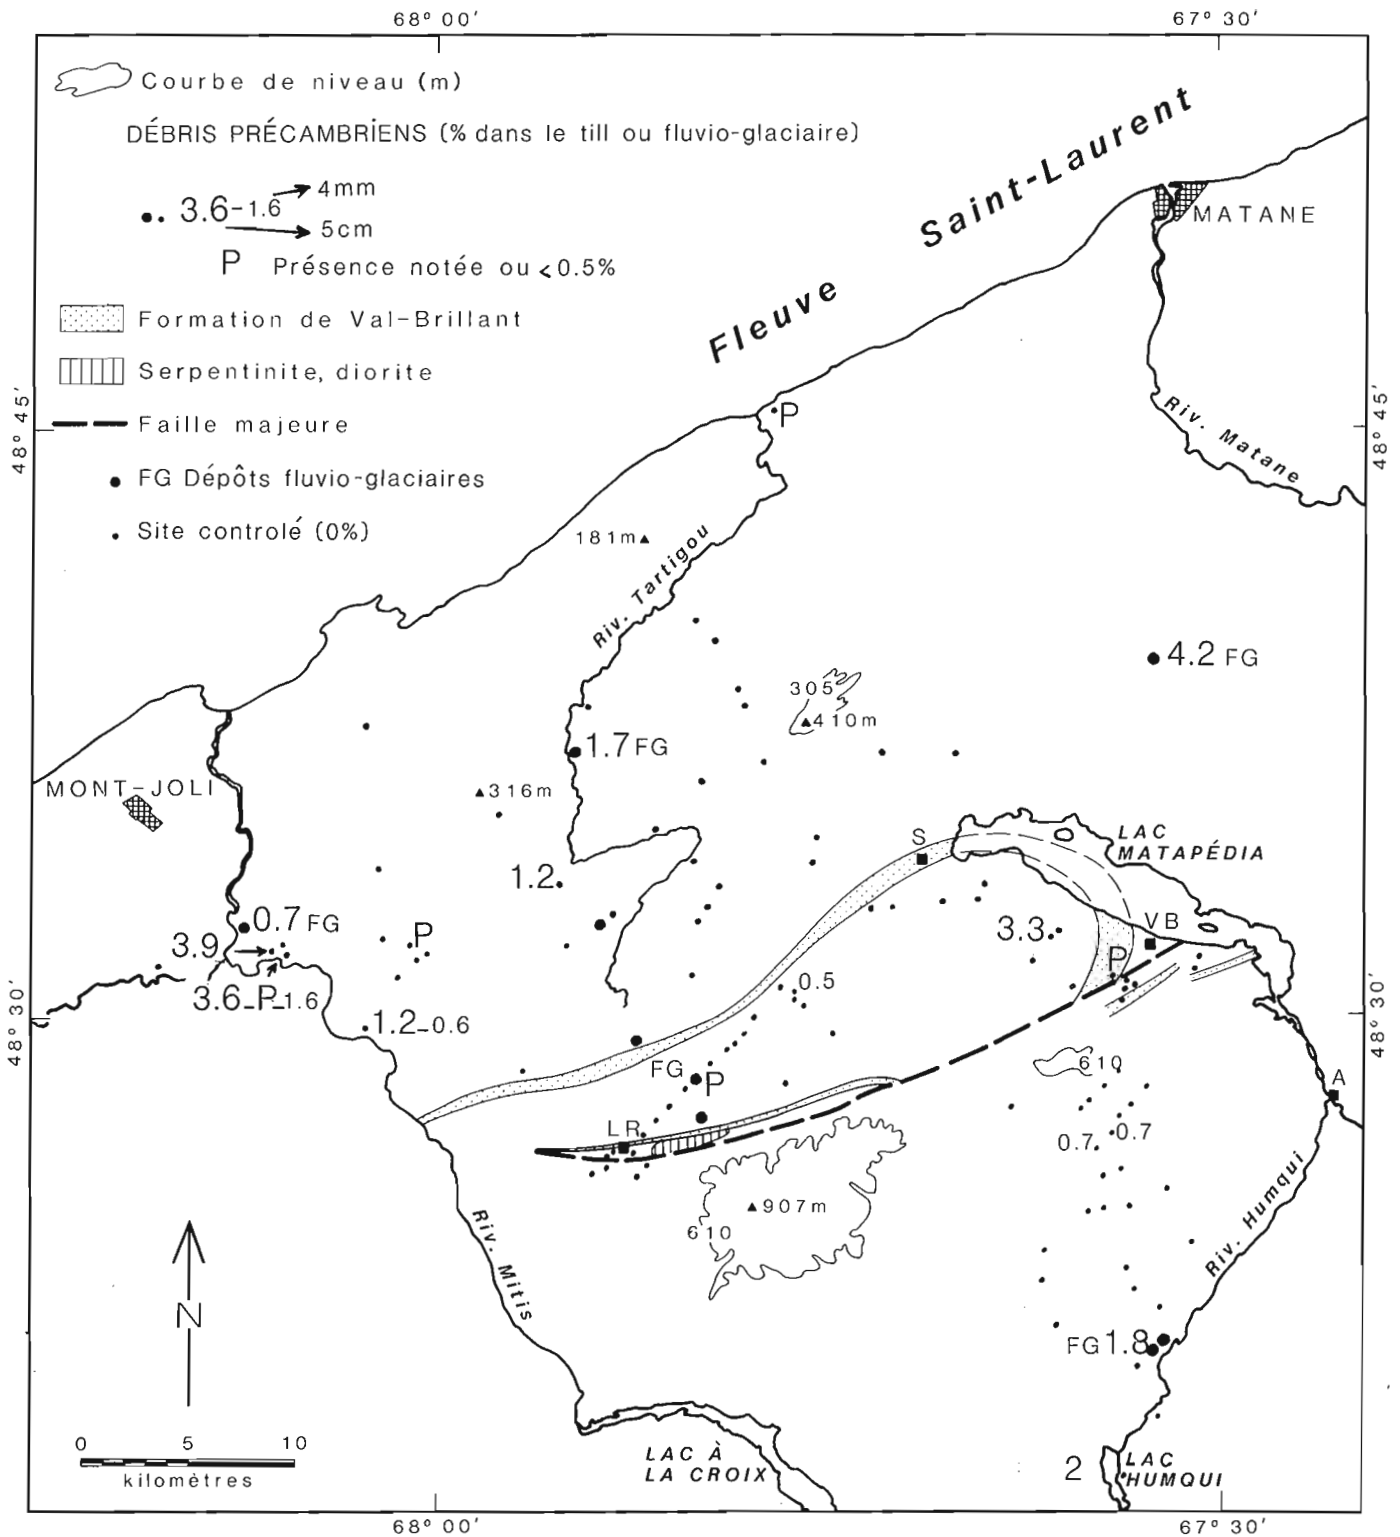 68° 00′
67° 30′
Courbe de niveau (m)
DÉBRIS PRÉCAMBRIENS (% dans le till ou fluvio-glaciaire)
3.6-1.6
4mm
5cm
P Présence notée ou <0.5%
Formation de Val-Brillant
Serpentinite, diorite
Faille majeure
FG Dépôts fluvio-glaciaires
Site controlé (0%)
Fleuve Saint-Laurent
MATANE
48° 45′
48° 45′
Riv. Matane
P
181m
Riv. Tartigou
4.2 FG
305
410m
1.7 FG
MONT-JOLI
316m
S
LAC
MATAPÉDIA
1.2
0.7 FG
P
3.9
3.3
VB
P
3.6-P-1.6
0.5
1.2-0.6
48° 30′
48° 30′
FG
P
610
A
LR
0.7
0.7
907m
610
Riv. Mitis
Riv. Humqui
N
FG 1.8
0 5 10
kilomètres
LAC À
LA CROIX
2
LAC
HUMQUI
68° 00′
67° 30′